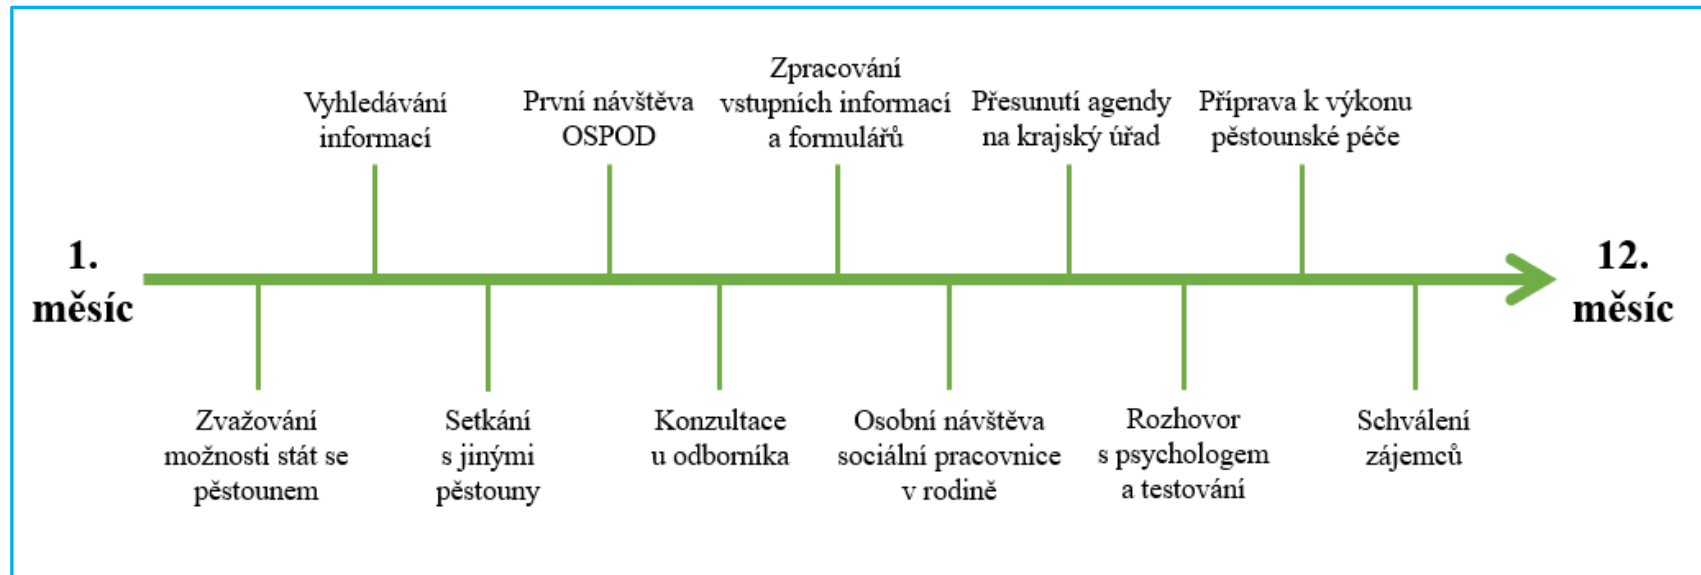 Vyhledávání
informací
První návštěva
OSPOD
Zpracování
vstupních informací
a formulářů
Přesunutí agendy
na krajský úřad
Příprava k výkonu
pěstounské péče
1.
měsíc
12.
měsíc
Zvažování
možnosti stát se
pěstounem
Setkání
s jinými
pěstouny
Konzultace
u odborníka
Osobní návštěva
sociální pracovnice
v rodině
Rozhovor
s psychologem
a testování
Schválení
zájemců